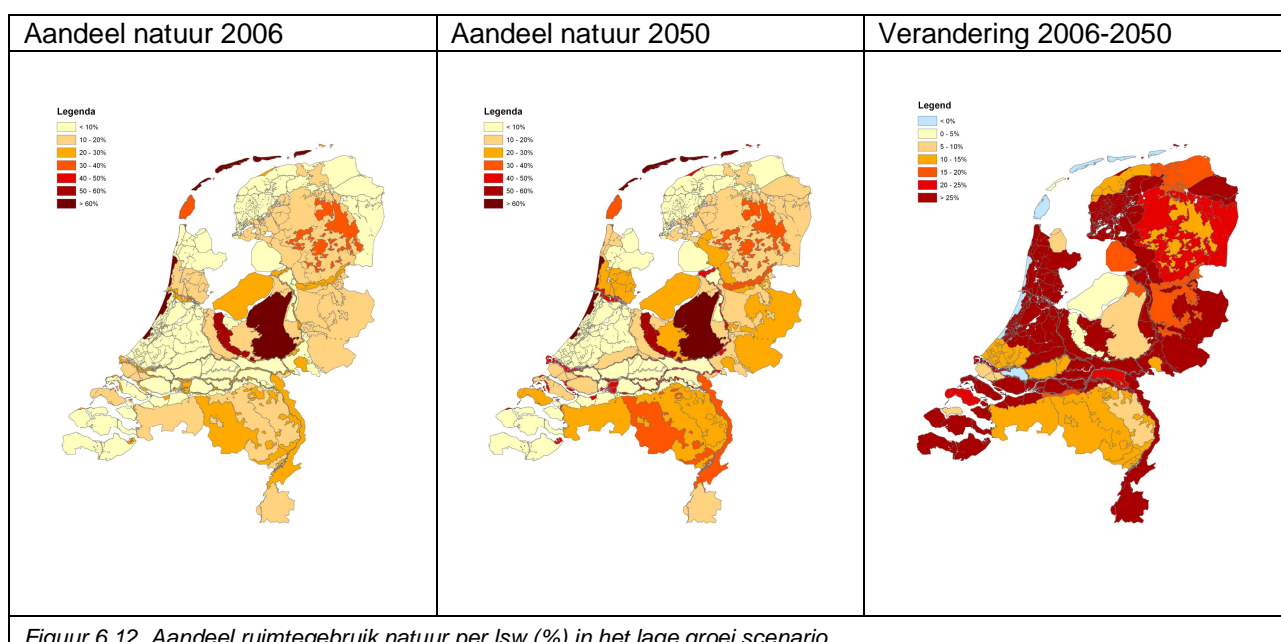 Aandeel natuur 2006
Aandeel natuur 2050
Verandering 2006-2050
Legenda
< 10%
10 - 20%
20 - 30%
30 - 40%
40 - 50%
50 - 60%
> 60%
Legenda
< 10%
10 - 20%
20 - 30%
30 - 40%
40 - 50%
50 - 60%
> 60%
Legend
< 0%
0 - 5%
5 - 10%
10 - 15%
15 - 20%
20 - 25%
> 25%
Figuur 6.12 Aandeel ruimtegebruik natuur per lsw (%) in het lage groei scenario